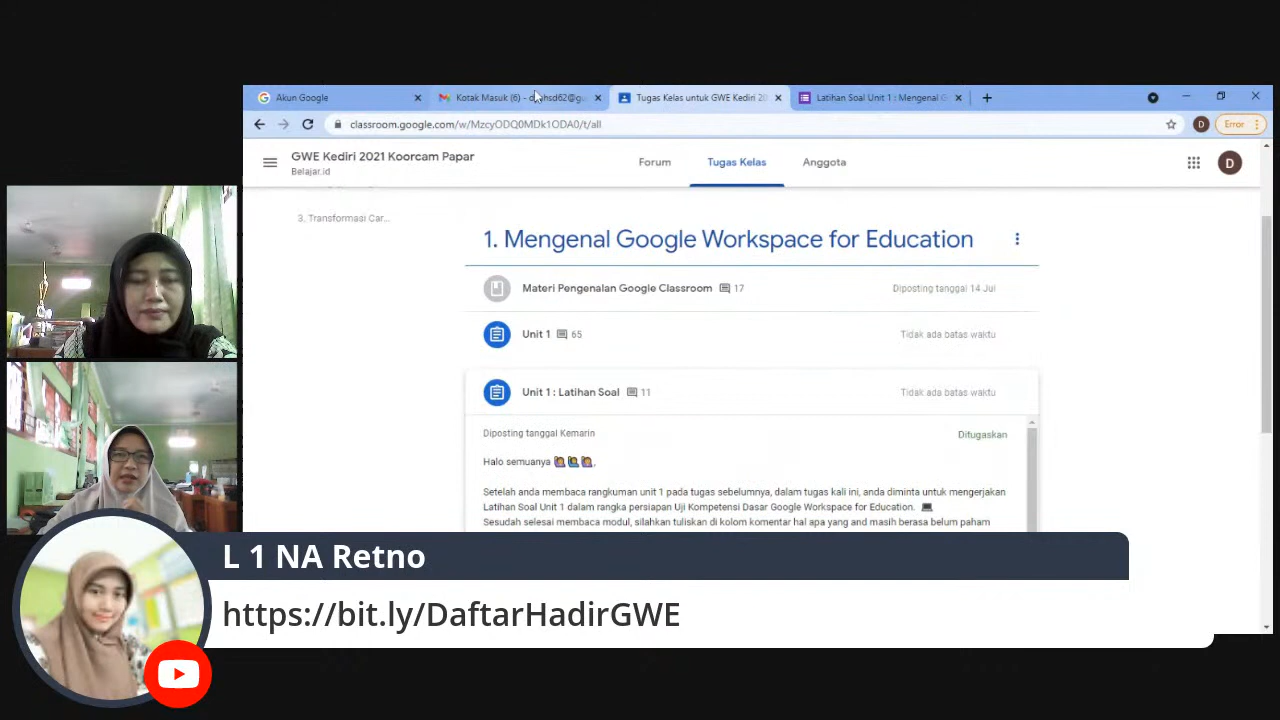 Akun Google
Kotak Masuk (6)
Tugas Kelas untuk GWE Kediri 20
Latihan Soal Unit 1 : Mengenal G
classroom.google.com/w/MzcyODQ0MDk1ODA0/t/all
D
Error
GWE Kediri 2021 Koorcam Papar
Belajar.id
Forum
Tugas Kelas
Anggota
D
3. Transformasi Car...
1. Mengenal Google Workspace for Education
Materi Pengenalan Google Classroom 17
Diposting tanggal 14 Jul
Unit 1 65
Tidak ada batas waktu
Unit 1 : Latihan Soal 11
Tidak ada batas waktu
Diposting tanggal Kemarin
Ditugaskan
Halo semuanya 🙋🙋🙋,
Setelah anda membaca rangkuman unit 1 pada tugas sebelumnya, dalam tugas kali ini, anda diminta untuk mengerjakan
Latihan Soal Unit 1 dalam rangka persiapan Uji Kompetensi Dasar Google Workspace for Education. 💻
Sesudah selesai membaca modul, silahkan tuliskan di kolom komentar hal apa yang and masih berasa belum paham
L 1 NA Retno
https://bit.ly/DaftarHadirGWE